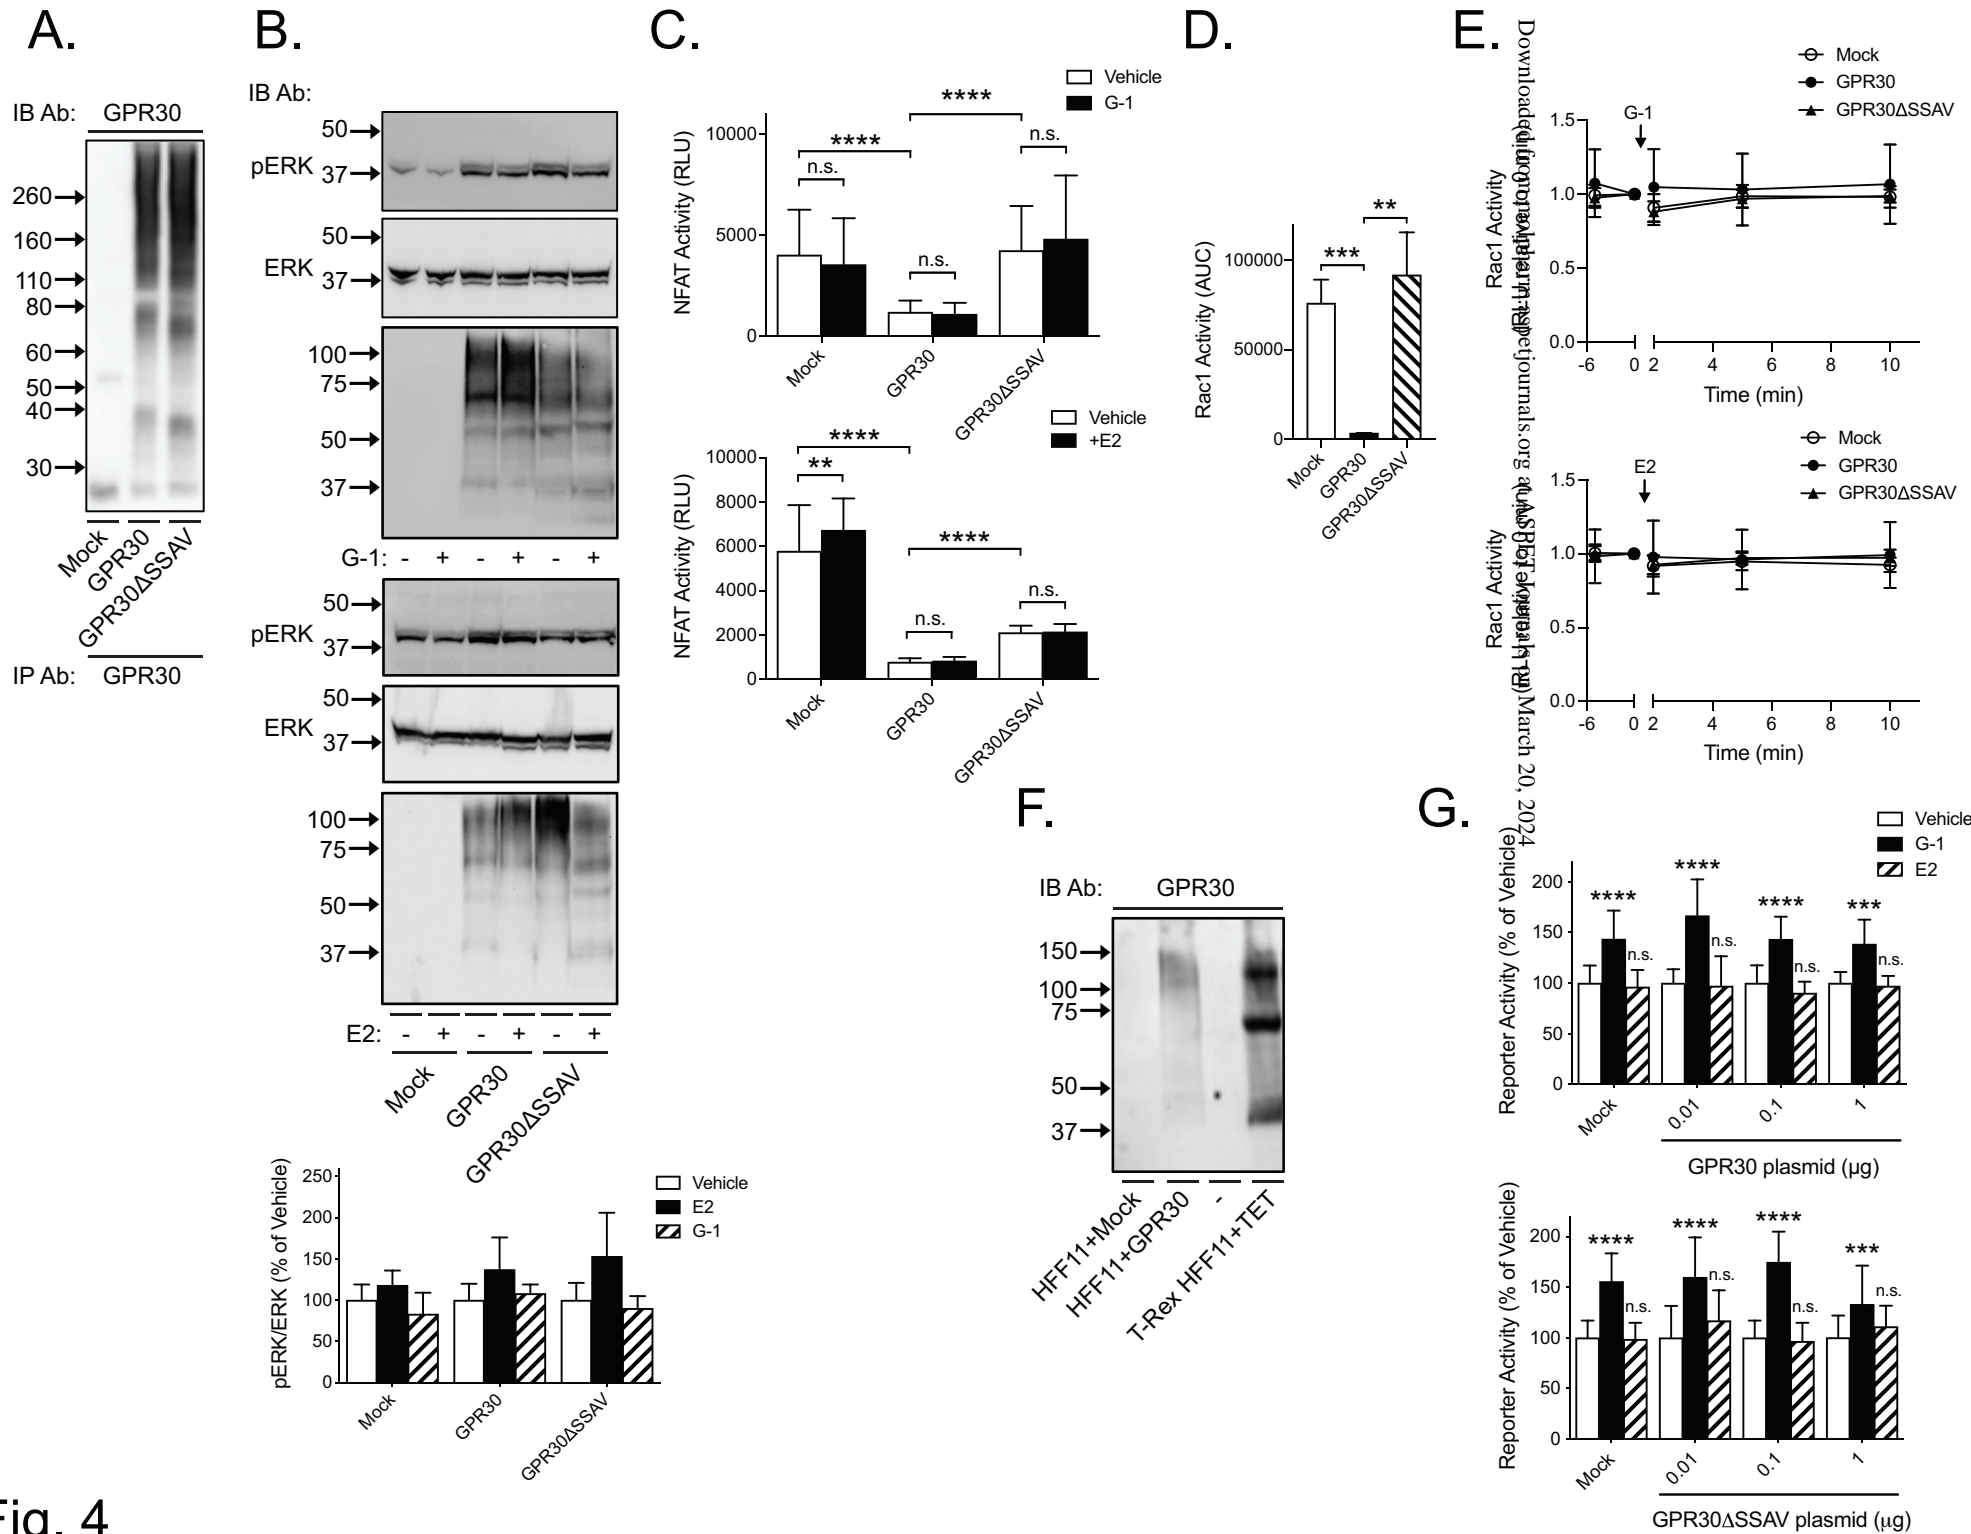 A.
IB Ab: GPR30
260
160
110
80
60
50
40
30
Mock
GPR30
GPR30ΔSSAV
IP Ab: GPR30
B.
IB Ab:
50
pERK 37
50
ERK 37
100
75
50
37
G-1: - + - + - +
50
pERK 37
50
ERK 37
100
75
50
37
E2: - + - + - +
Mock
GPR30
GPR30ΔSSAV
pERK/ERK (% of Vehicle)
250
200
150
100
50
0
Vehicle
E2
G-1
Mock
GPR30
GPR30ΔSSAV
C.
Vehicle
G-1
NFAT Activity (RLU)
10000
5000
0
****
****
n.s.
n.s.
n.s.
Mock
GPR30
GPR30ΔSSAV
Vehicle
+E2
NFAT Activity (RLU)
10000
8000
6000
4000
2000
0
****
**
****
n.s.
n.s.
Mock
GPR30
GPR30ΔSSAV
D.
Rac1 Activity (AUC)
100000
50000
0
***
**
Mock
GPR30
GPR30ΔSSAV
E.
Mock
GPR30
GPR30ΔSSAV
G-1
Rac1 Activity
1.5
1.0
0.5
0.0
-6 0 2 4 6 8 10
Time (min)
Mock
GPR30
GPR30ΔSSAV
E2
Rac1 Activity
1.5
1.0
0.5
0.0
-6 0 2 4 6 8 10
Time (min)
March 20, 2024
F.
IB Ab: GPR30
150
100
75
50
37
HFF11+Mock
HFF11+GPR30
-
T-Rex HFF11+TET
G.
Vehicle
G-1
E2
Reporter Activity (% of Vehicle)
200
150
100
50
0
**** **** **** ***
n.s. n.s. n.s. n.s.
Mock 0.01 0.1 1
GPR30 plasmid (µg)
Reporter Activity (% of Vehicle)
200
150
100
50
0
**** **** **** ***
n.s. n.s. n.s. n.s.
Mock 0.01 0.1 1
GPR30ΔSSAV plasmid (µg)
Fig. 4